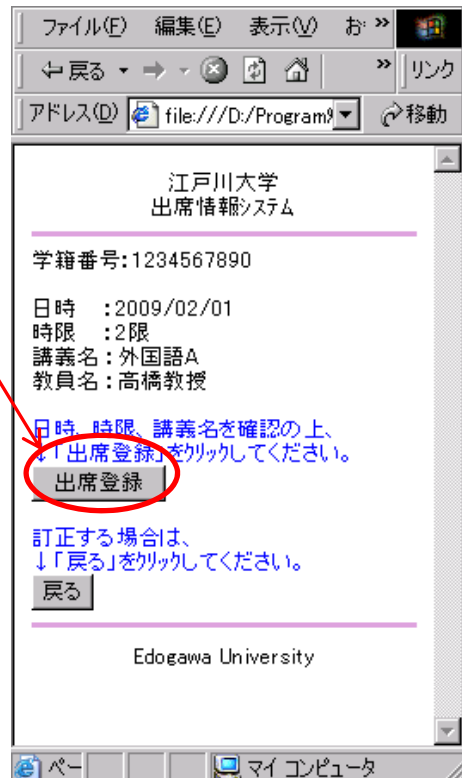 ファイル(F) 編集(E) 表示(V) お »
戻る » リンク
アドレス(D) file:///D:/Program 移動
江戸川大学
出席情報システム
学籍番号:1234567890
日時 :2009/02/01
時限 :2限
講義名:外国語A
教員名:高橋教授
日時、時限、講義名を確認の上、
↓「出席登録」をクリックしてください。
出席登録
訂正する場合は、
↓「戻る」をクリックしてください。
戻る
Edogawa University
ペー マイ コンピュータ